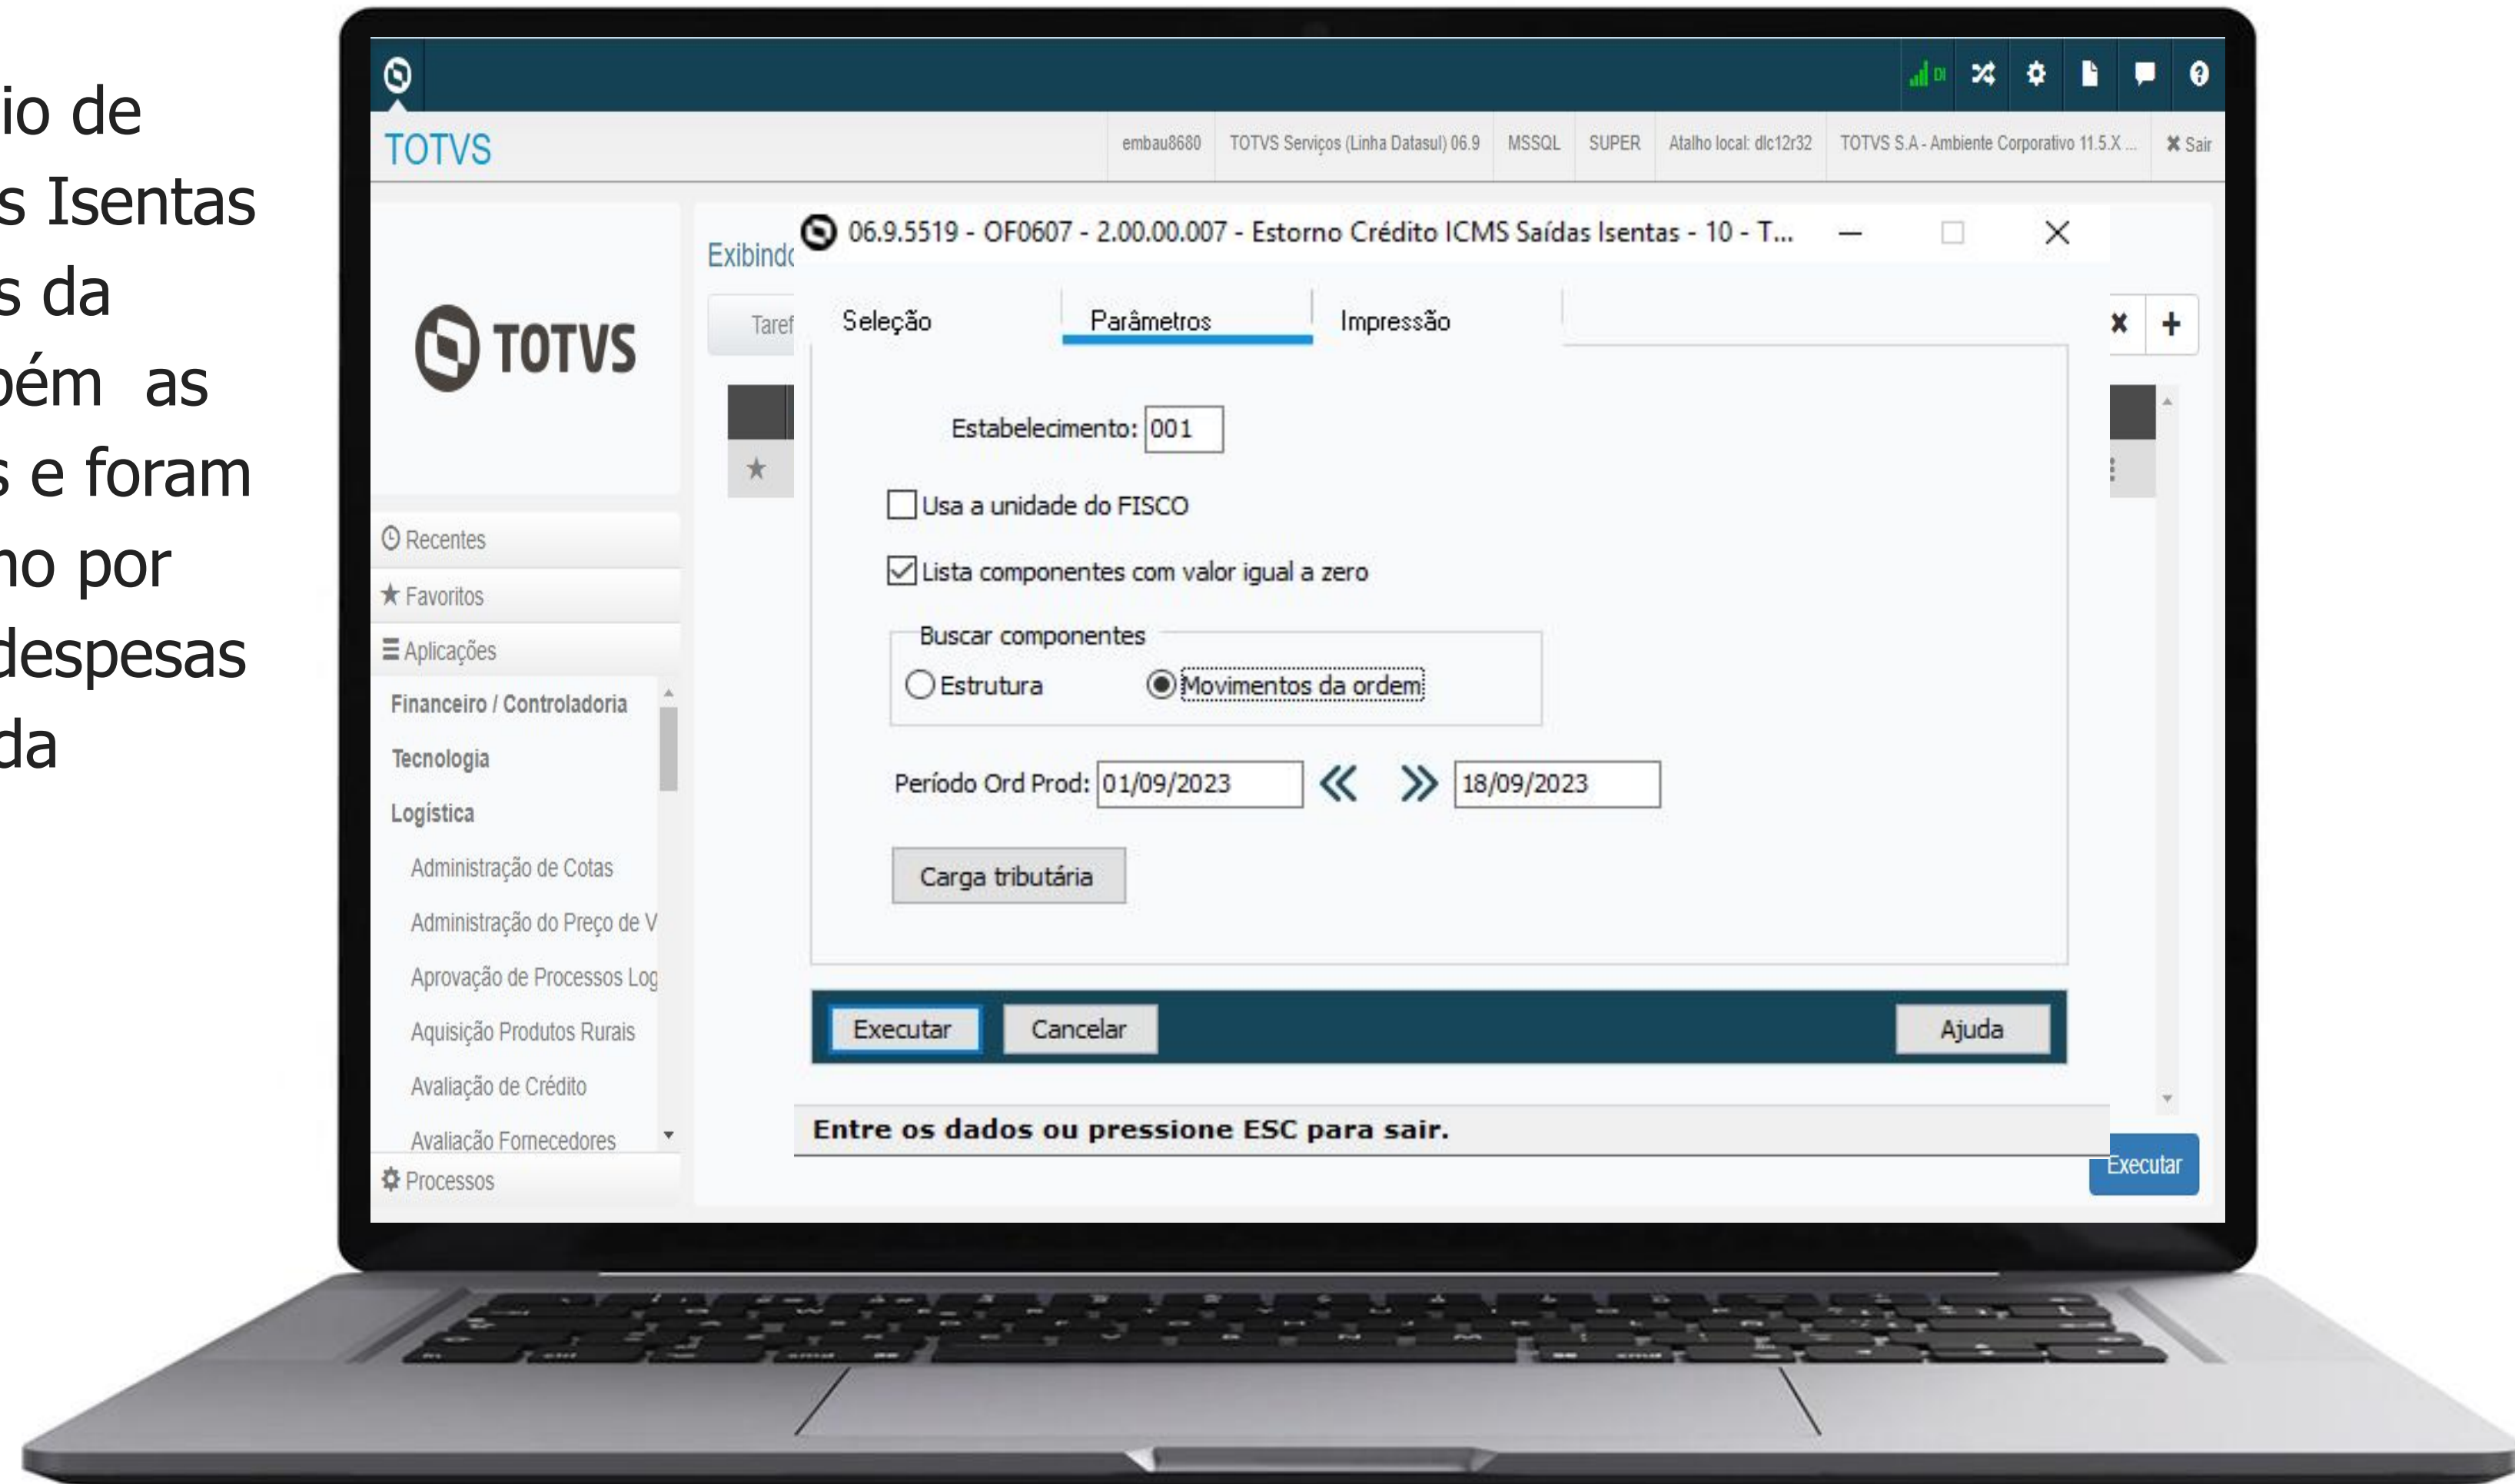 io de
s Isentas
s da
bém as
s e foram
no por
despesas
da
DI
TOTVS
embau8680
TOTVS Serviços (Linha Datasul) 06.9
MSSQL
SUPER
Atalho local: dlc12r32
TOTVS S.A - Ambiente Corporativo 11.5.X ...
Sair
TOTVS
Recentes
Favoritos
Aplicações
Financeiro / Controladoria
Tecnologia
Logística
Administração de Cotas
Administração do Preço de V
Aprovação de Processos Log
Aquisição Produtos Rurais
Avaliação de Crédito
Avaliação Fornecedores
Processos
Exibindo
Taref
06.9.5519 - OF0607 - 2.00.00.007 - Estorno Crédito ICMS Saídas Isentas - 10 - T...
Seleção Parâmetros Impressão
Estabelecimento: 001
Usa a unidade do FISCO
Lista componentes com valor igual a zero
Buscar componentes
Estrutura Movimentos da ordem
Período Ord Prod: 01/09/2023 18/09/2023
Carga tributária
Executar Cancelar Ajuda
Entre os dados ou pressione ESC para sair.
Executar